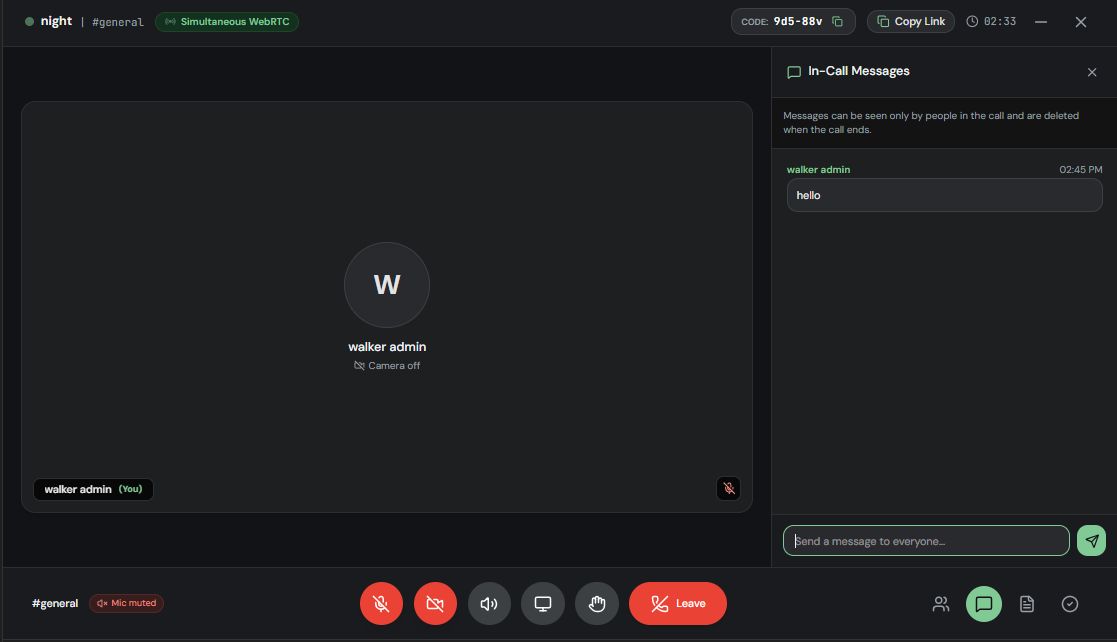 night | #general Simultaneous WebRTC CODE: 9d5-88v Copy Link 02:33
In-Call Messages
Messages can be seen only by people in the call and are deleted
when the call ends.
walker admin 02:45 PM
hello
W
walker admin
Camera off
walker admin (You)
Send a message to everyone...
#general Mic muted Leave